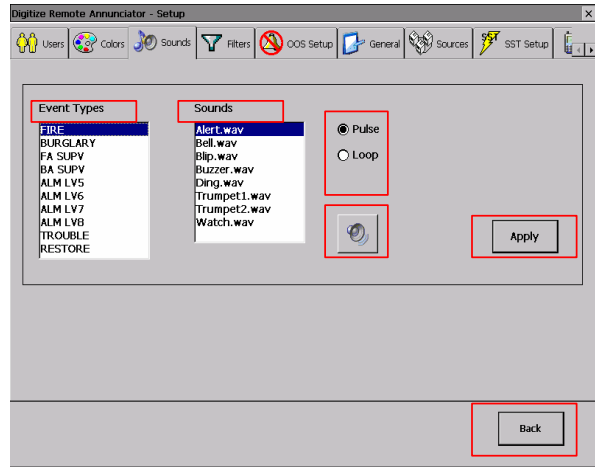 Digitize Remote Annunciator - Setup
Users Colors Sounds Filters OOS Setup General Sources SST Setup
Event Types
FIRE
BURGLARY
FA SUPV
BA SUPV
ALM LV5
ALM LV6
ALM LV7
ALM LV8
TROUBLE
RESTORE
Sounds
Alert.wav
Bell.wav
Blip.wav
Buzzer.wav
Ding.wav
Trumpet1.wav
Trumpet2.wav
Watch.wav
Pulse
Loop
Apply
Back